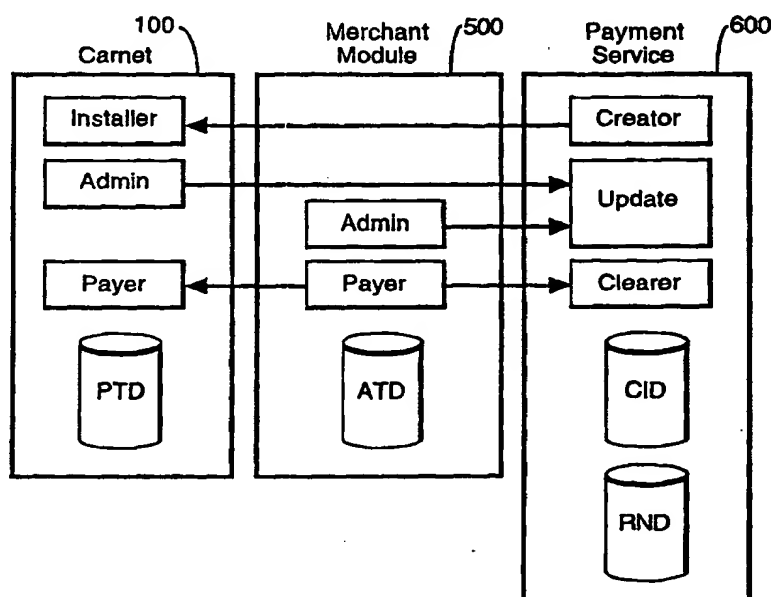 100
Carnet
Merchant
Module
500
Payment
Service
600
Installer
Creator
Admin
Update
Admin
Payer
Payer
Clearer
PTD
ATD
CID
RND